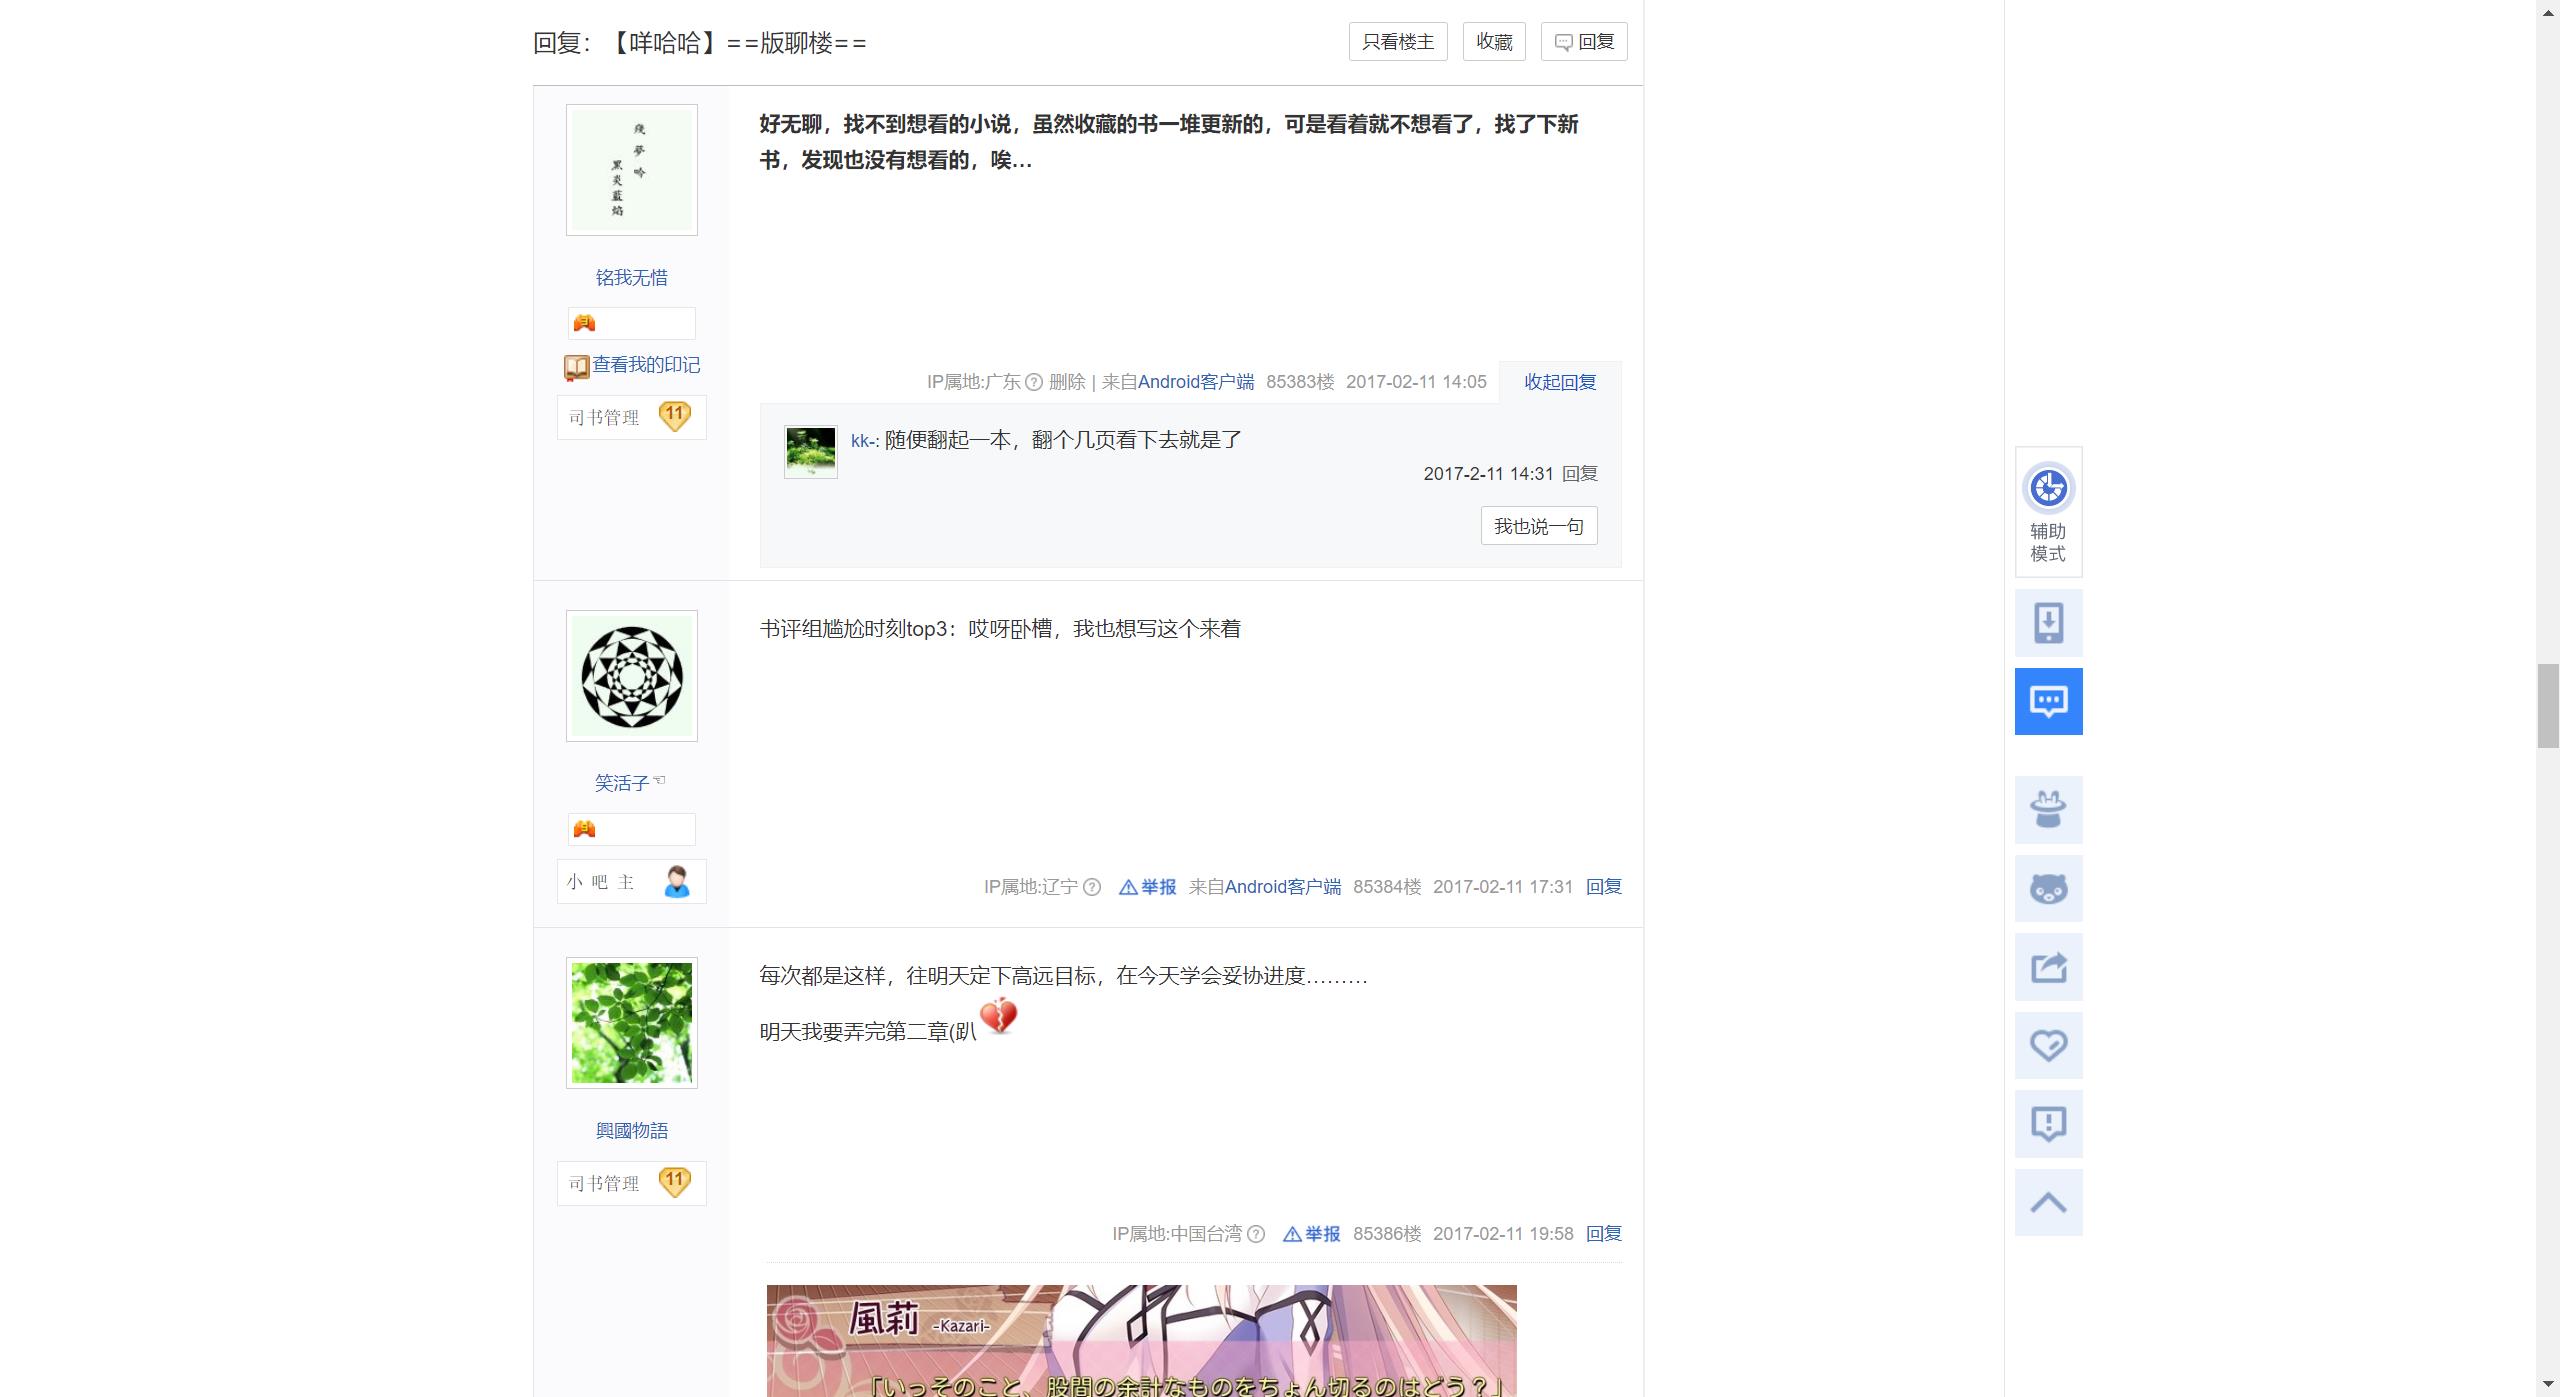 回复：【咩哈哈】==版聊楼==
只看楼主
收藏
回复
殘夢吟
黑炎藍焰
铭我无惜
查看我的印记
司书管理 11
好无聊，找不到想看的小说，虽然收藏的书一堆更新的，可是看着就不想看了，找了下新
书，发现也没有想看的，唉...
IP属地:广东 ? 删除 | 来自Android客户端 85383楼 2017-02-11 14:05 收起回复
kk-: 随便翻起一本，翻个几页看下去就是了
2017-2-11 14:31 回复
我也说一句
笑活子☜
小吧主
书评组尴尬时刻top3：哎呀卧槽，我也想写这个来着
IP属地:辽宁 ? 举报 来自Android客户端 85384楼 2017-02-11 17:31 回复
興國物語
司书管理 11
每次都是这样，往明天定下高远目标，在今天学会妥协进度………
明天我要弄完第二章(趴
IP属地:中国台湾 ? 举报 85386楼 2017-02-11 19:58 回复
風莉 -Kazari-
「いっそのこと、股間の余計なものをちょん切るのはどう？」
辅助
模式